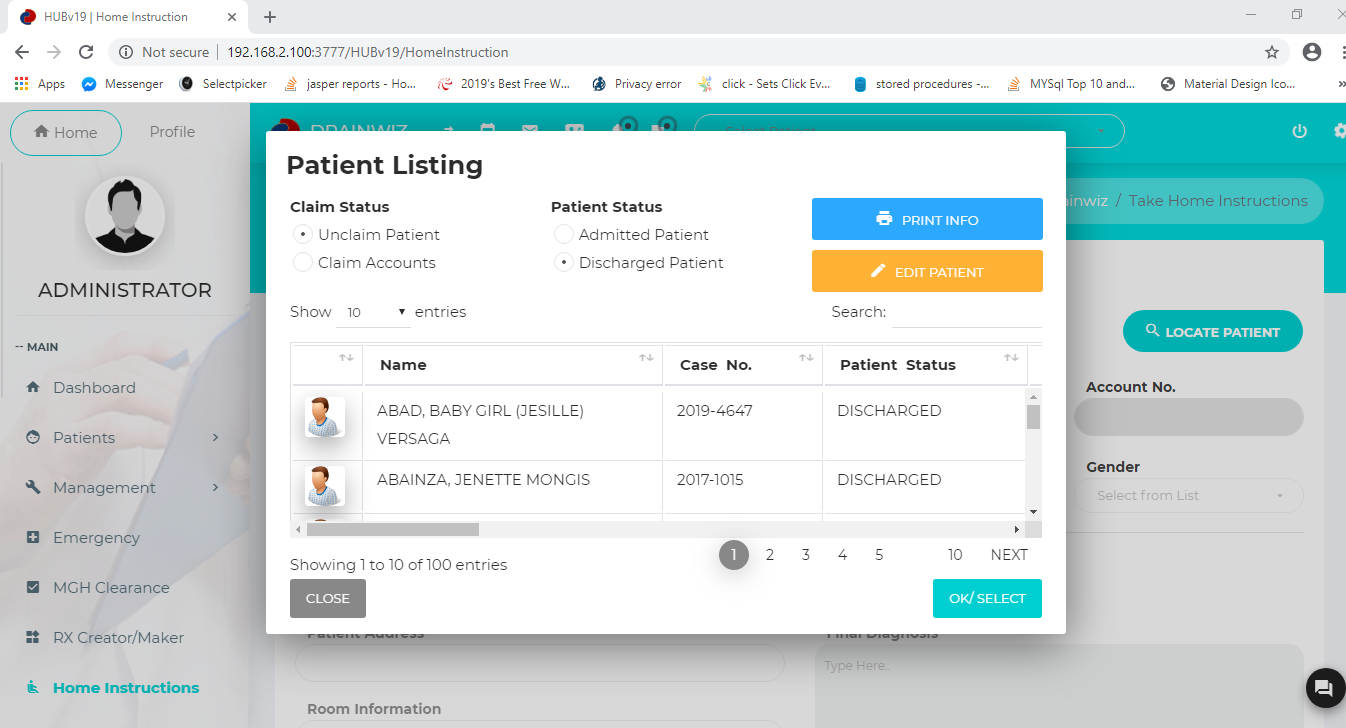 HUBv19 | Home Instruction
Not secure | 192.168.2.100:3777/HUBv19/HomeInstruction
Apps Messenger Selectpicker jasper reports - Ho... 2019's Best Free W... Privacy error click - Sets Click Ev... stored procedures -... MYSql Top 10 and... Material Design Ico... »
Home Profile
DRAINWIZ
Patient Listing
Claim Status Patient Status
Unclaim Patient Admitted Patient
Claim Accounts Discharged Patient
PRINT INFO
EDIT PATIENT
ainwiz / Take Home Instructions
ADMINISTRATOR
Show 10 entries Search:
LOCATE PATIENT
-- MAIN
Name Case No. Patient Status
Dashboard
Account No.
ABAD, BABY GIRL (JESILLE) 2019-4647 DISCHARGED
VERSAGA
Patients
Gender
ABAINZA, JENETTE MONGIS 2017-1015 DISCHARGED
Management
Select from List
Emergency
Showing 1 to 10 of 100 entries 1 2 3 4 5 10 NEXT
MGH Clearance
CLOSE OK/ SELECT
RX Creator/Maker
Patient Address Final Diagnosis
Type Here..
Home Instructions
Room Information